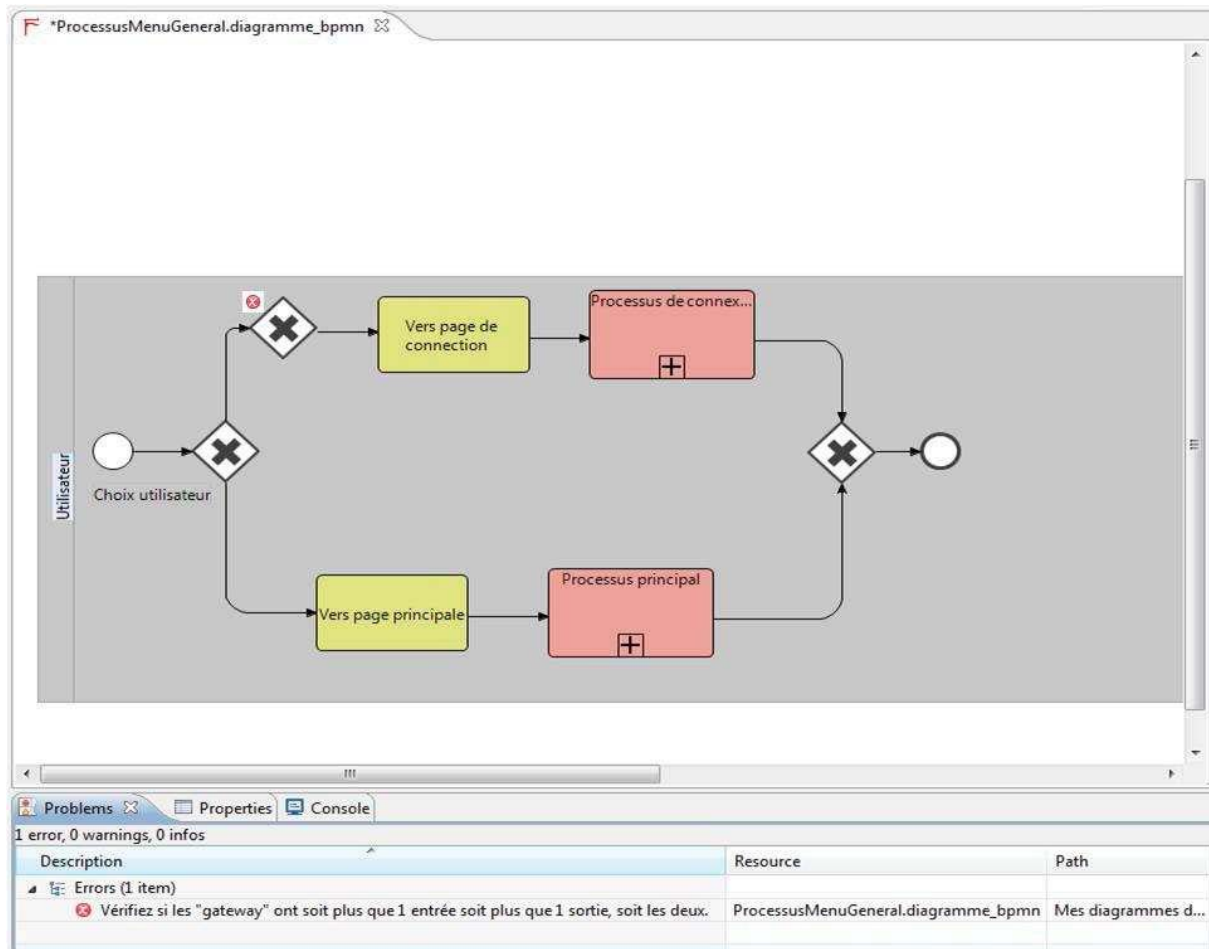 *ProcessusMenuGeneral.diagramme_bpmn
Utilisateur
Choix utilisateur
Vers page de
connection
Processus de connex...
Vers page principale
Processus principal
Problems
Properties
Console
1 error, 0 warnings, 0 infos
Description
Resource
Path
Errors (1 item)
Vérifiez si les "gateway" ont soit plus que 1 entrée soit plus que 1 sortie, soit les deux.
ProcessusMenuGeneral.diagramme_bpmn
Mes diagrammes d...